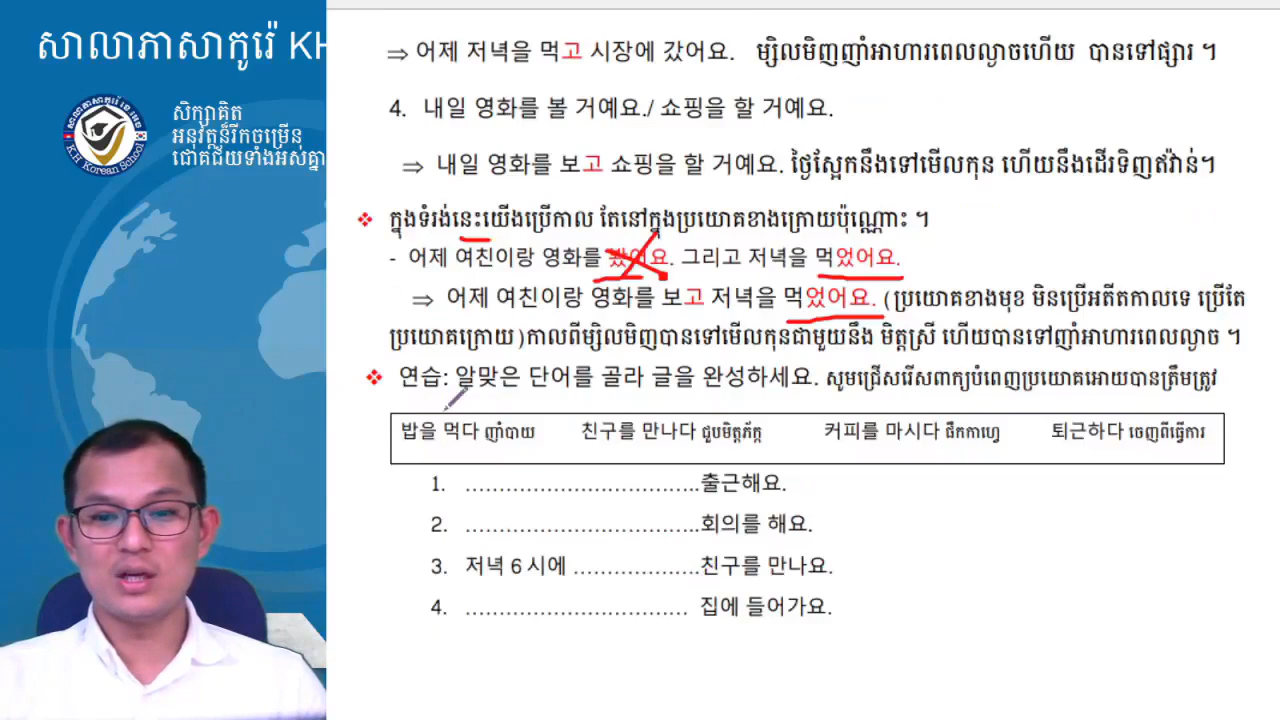 សាលាភាសាកូរ៉េ KH
សិក្សាគិត
អនុវត្តន៏រីកចម្រើន
ជោគជ័យទាំងអស់គ្នា
K.H Korean School
⇒ 어제 저녁을 먹고 시장에 갔어요. ម្សិលមិញញ៉ាំអាហារពេលល្ងាចហើយ បានទៅផ្សារ ។
4. 내일 영화를 볼 거예요./ 쇼핑을 할 거예요.
⇒ 내일 영화를 보고 쇼핑을 할 거예요. ថ្ងៃស្អែកនឹងទៅមើលកុន ហើយនឹងដើរទិញឥវ៉ាន់។
❖ ក្នុងទំរង់នេះយើងប្រើកាល តែនៅក្នុងប្រយោគខាងក្រោយប៉ុណ្ណោះ ។
- 어제 여친이랑 영화를 봤어요. 그리고 저녁을 먹었어요.
⇒ 어제 여친이랑 영화를 보고 저녁을 먹었어요. (ប្រយោគខាងមុខ មិនប្រើអតីតកាលទេ ប្រើតែ
ប្រយោគក្រោយ)កាលពីម្សិលមិញបានទៅមើលកុនជាមួយនឹង មិត្តស្រី ហើយបានទៅញ៉ាំអាហារពេលល្ងាច ។
❖ 연습: 알맞은 단어를 골라 글을 완성하세요. សូមជ្រើសរើសពាក្យបំពេញប្រយោគអោយបានត្រឹមត្រូវ
밥을 먹다 ញ៉ាំបាយ 친구를 만나다 ជួបមិត្តភ័ក្ត 커피를 마시다 ផឹកកាហ្វេ 퇴근하다 ចេញពីធ្វើការ
1. ......................................출근해요.
2. ......................................회의를 해요.
3. 저녁 6시에 ......................친구를 만나요.
4. .................................... 집에 들어가요.